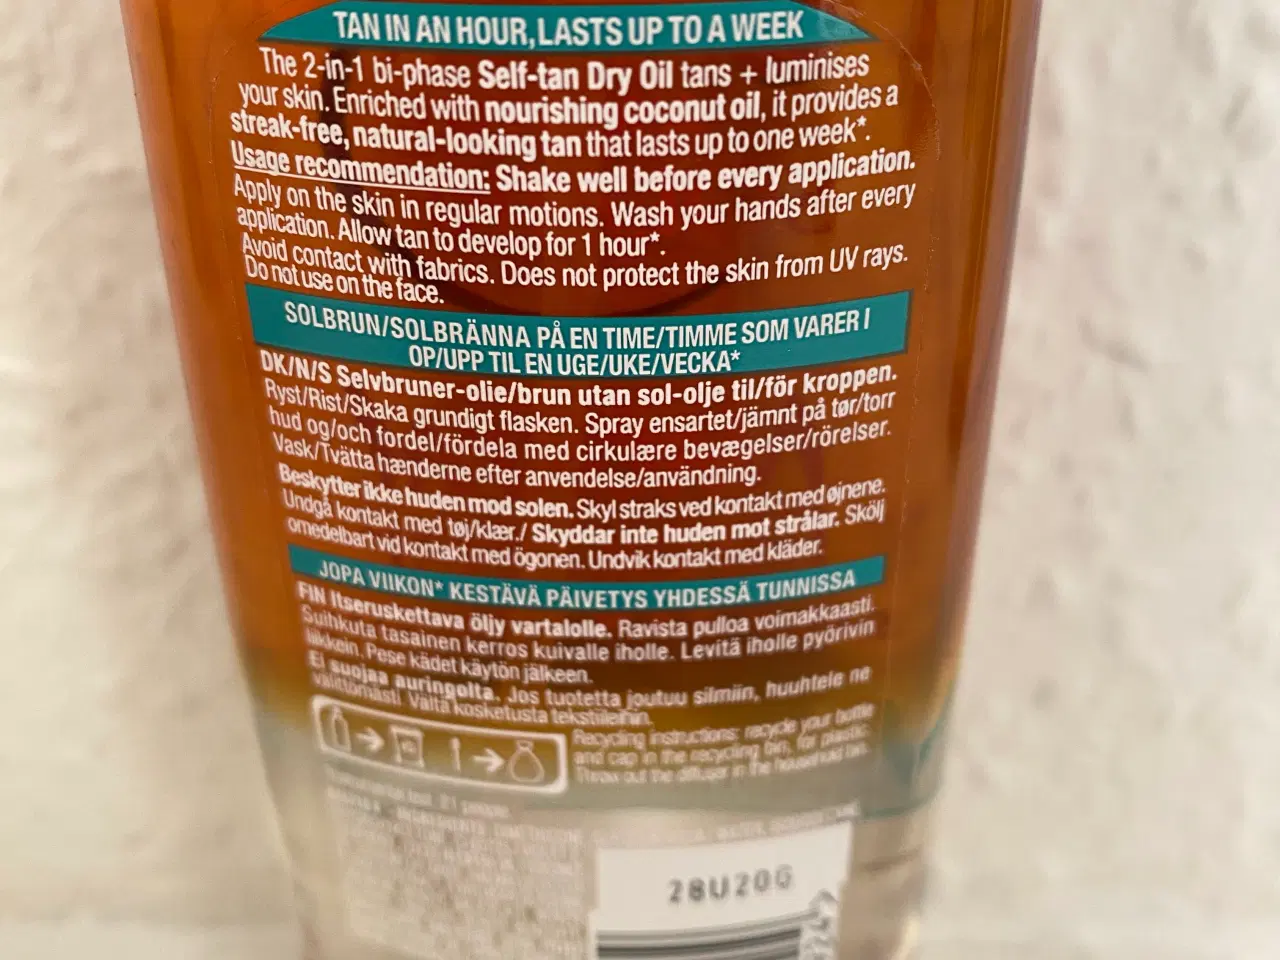 TAN IN AN HOUR, LASTS UP TO A WEEK
The 2-in-1 bi-phase Self-tan Dry Oil tans + luminises
your skin. Enriched with nourishing coconut oil, it provides a
streak-free, natural-looking tan that lasts up to one week*.
Usage recommendation: Shake well before every application.
Apply on the skin in regular motions. Wash your hands after every
application. Allow tan to develop for 1 hour*.
Avoid contact with fabrics. Does not protect the skin from UV rays.
Do not use on the face.
SOLBRUN/SOLBRÄNNA PÅ EN TIME/TIMME SOM VARER I
OP/UPP TIL EN UGE/UKE/VECKA*
DK/N/S Selvbruner-olie/brun utan sol-olje til/för kroppen.
Ryst/Rist/Skaka grundigt flasken. Spray ensartet/jämnt på tør/torr
hud og/och fordel/fördela med cirkulære bevægelser/rörelser.
Vask/Tvätta hænderne efter anvendelse/användning.
Beskytter ikke huden mod solen. Skyl straks ved kontakt med øjnene.
Undgå kontakt med tøj/klær./ Skyddar inte huden mot strålar. Skölj
omedelbart vid kontakt med ögonen. Undvik kontakt med kläder.
JOPA VIIKON* KESTÄVÄ PÄIVETYS YHDESSÄ TUNNISSA
FIN Itseruskettava öljy vartalolle. Ravista pulloa voimakkaasti.
Suihkuta tasainen kerros kuivalle iholle. Levitä iholle pyörivin
liikkein. Pese kädet käytön jälkeen.
Ei suojaa auringolta. Jos tuotetta joutuu silmiin, huuhtele ne
välittömästi. Vältä kosketusta tekstiileihin.
Recycling instructions: recycle your bottle
and cap in the recycling bin, for plastic.
Throw out the diffuser in the household bin.
28U20G